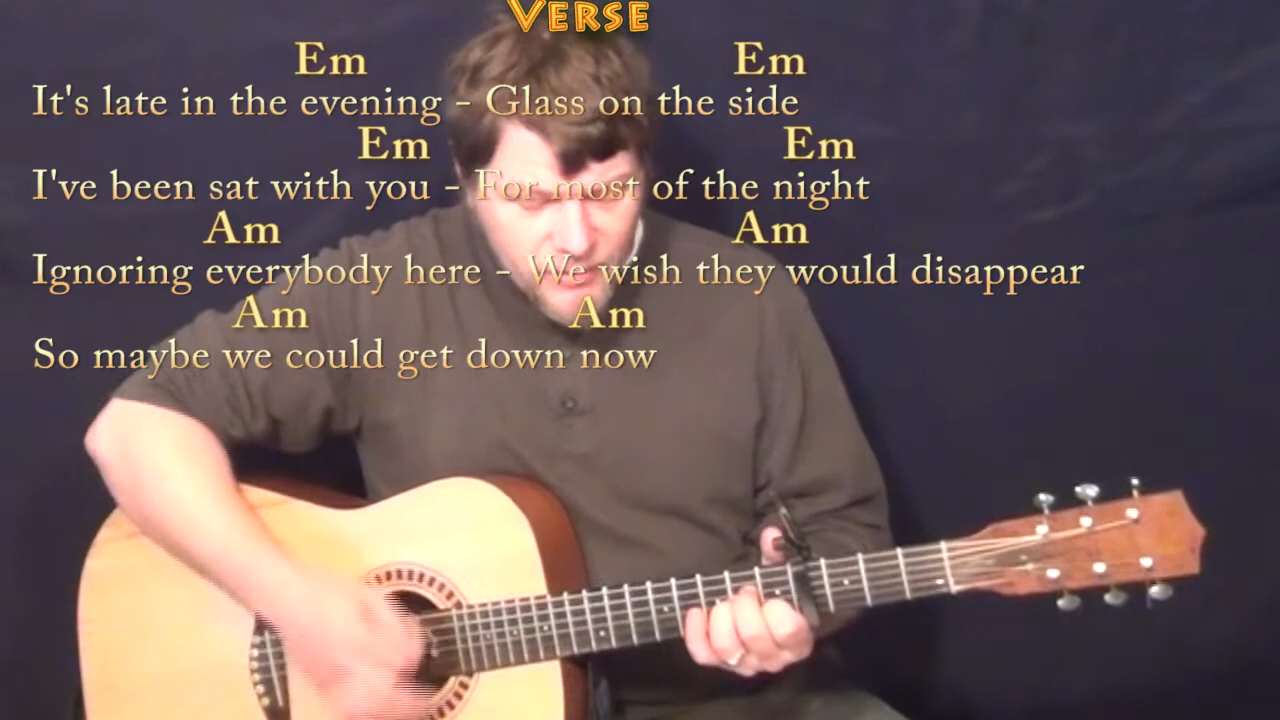 VERSE
Em Em
It's late in the evening - Glass on the side
Em Em
I've been sat with you - For most of the night
Am Am
Ignoring everybody here - We wish they would disappear
Am Am
So maybe we could get down now